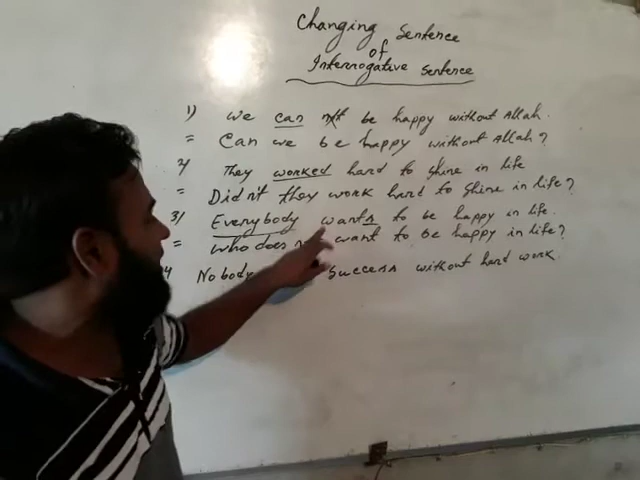 Changing Sentence
of
Interrogative Sentence
1) We can not be happy without Allah.
= Can we be happy without Allah?
2) They worked hard to shine in life
= Didn't they work hard to shine in life?
3) Everybody wants to be happy in life.
= Who does want to be happy in life?
4) Nobody success without hard work.